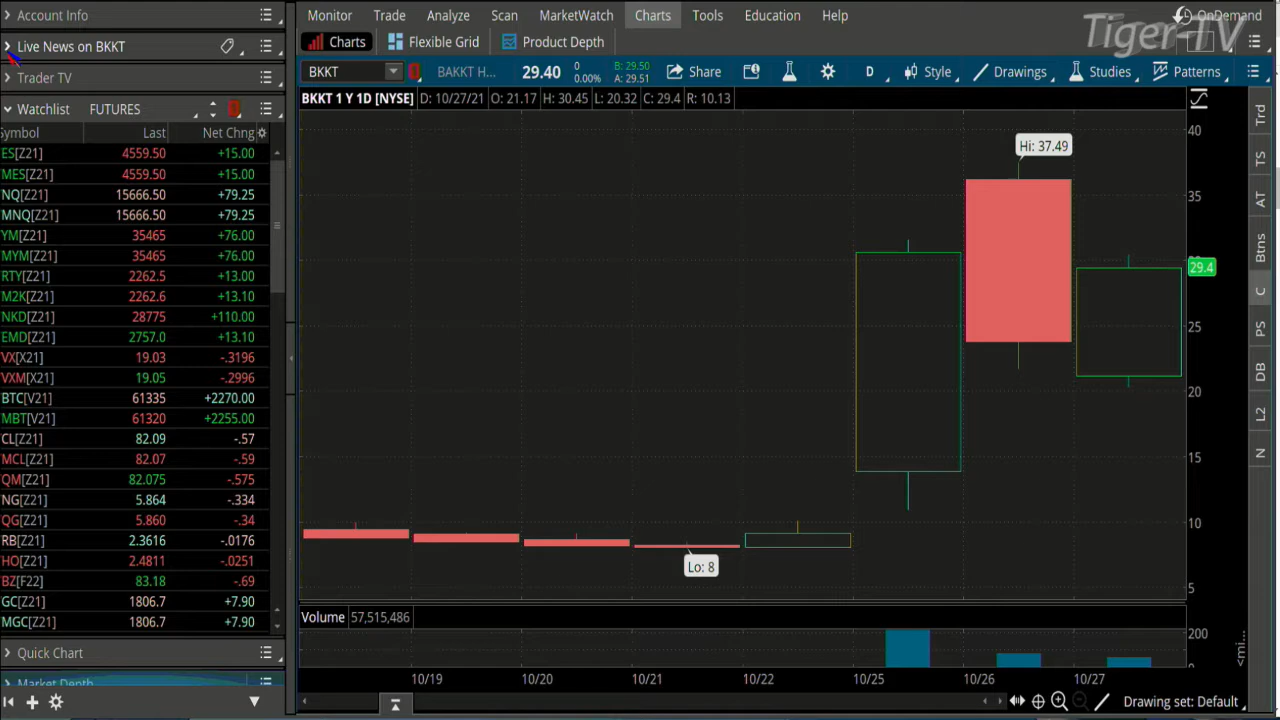 Account Info
Live News on BKKT
Trader TV
Watchlist FUTURES
Symbol Last Net Chng
ES[Z21] 4559.50 +15.00
MES[Z21] 4559.50 +15.00
NQ[Z21] 15666.50 +79.25
MNQ[Z21] 15666.50 +79.25
YM[Z21] 35465 +76.00
MYM[Z21] 35465 +76.00
RTY[Z21] 2262.5 +13.00
M2K[Z21] 2262.6 +13.10
NKD[Z21] 28775 +110.00
EMD[Z21] 2757.0 +13.10
VX[X21] 19.03 -.3196
VXM[X21] 19.05 -.2996
BTC[V21] 61335 +2270.00
MBT[V21] 61320 +2255.00
CL[Z21] 82.09 -.57
MCL[Z21] 82.07 -.59
QM[Z21] 82.075 -.575
NG[Z21] 5.864 -.334
QG[Z21] 5.860 -.34
RB[Z21] 2.3616 -.0176
HO[Z21] 2.4811 -.0251
BZ[F22] 83.18 -.69
GC[Z21] 1806.7 +7.90
MGC[Z21] 1806.7 +7.90
Quick Chart
Market Depth
Monitor Trade Analyze Scan MarketWatch Charts Tools Education Help
OnDemand
Tiger-TV
Charts Flexible Grid Product Depth
BKKT BAKKT H... 29.40 0 0.00% B: 29.50 A: 29.51 Share D Style Drawings Studies Patterns
BKKT 1 Y 1D [NYSE] D: 10/27/21 O: 21.17 H: 30.45 L: 20.32 C: 29.4 R: 10.13
Hi: 37.49
Lo: 8
40
35
29.4
25
20
15
10
5
Volume 57,515,486
200
0
10/19 10/20 10/21 10/22 10/25 10/26 10/27
Drawing set: Default
Trd
TS
AT
Btns
C
PS
DB
L2
N
<mi...